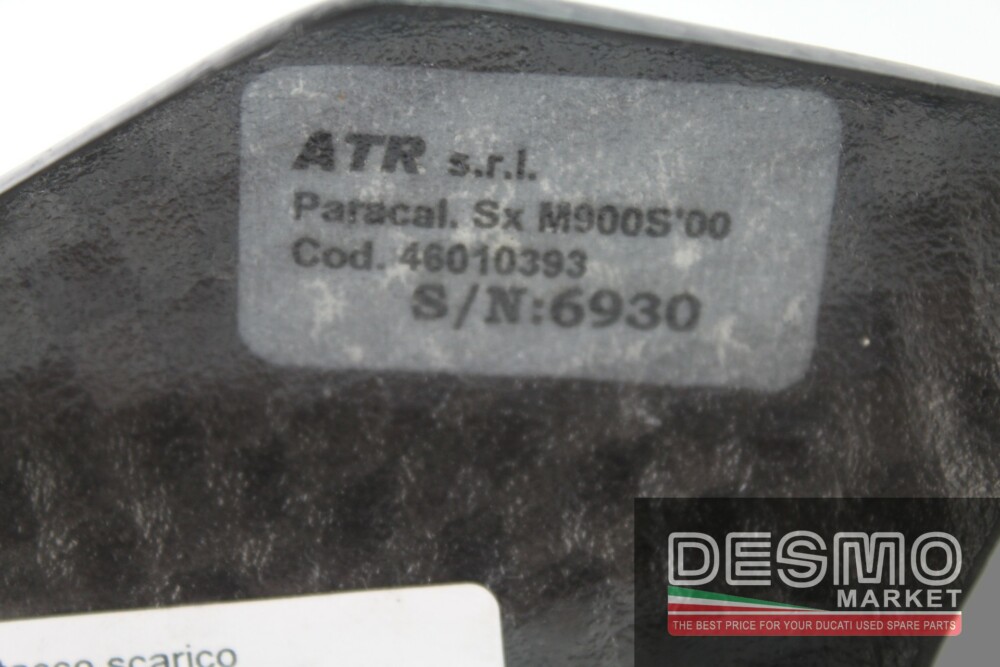 ATR s.r.l.
Paracal. Sx M900S'00
Cod. 46010393
S/N:6930
scarico
DESMO
MARKET
THE BEST PRICE FOR YOUR DUCATI USED SPARE PARTS